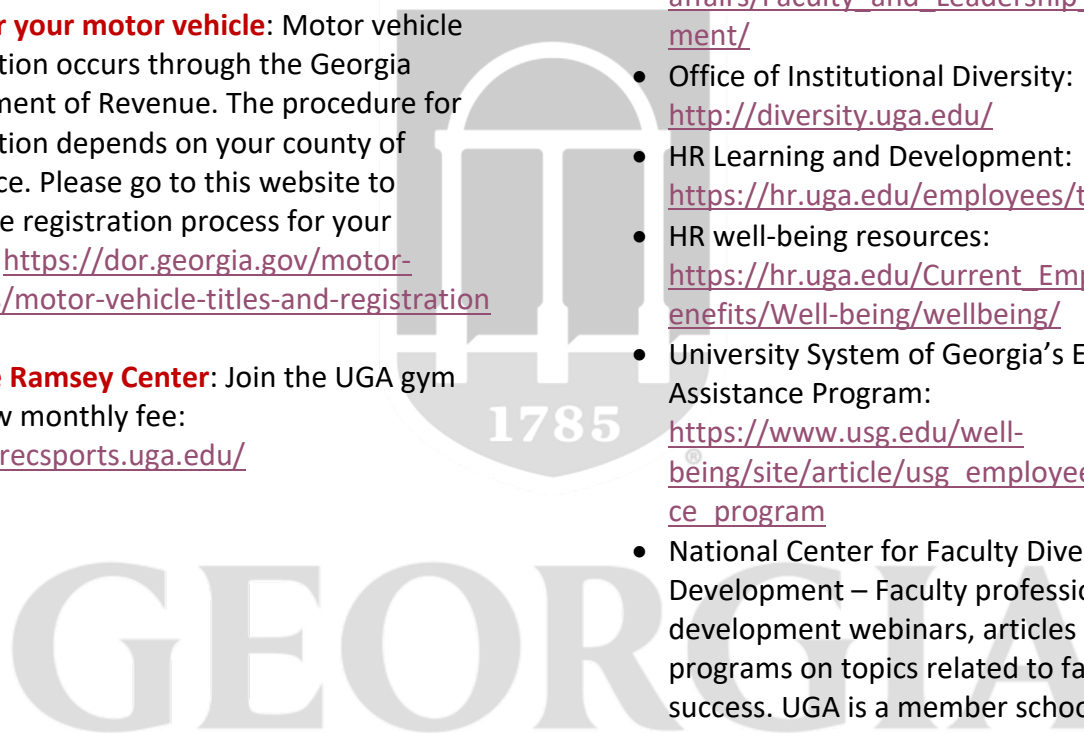 r your motor vehicle: Motor vehicle
tion occurs through the Georgia
ment of Revenue. The procedure for
tion depends on your county of
ce. Please go to this website to
e registration process for your
https://dor.georgia.gov/motor-
s/motor-vehicle-titles-and-registration
e Ramsey Center: Join the UGA gym
w monthly fee:
recsports.uga.edu/
affairs/Faculty_and_Leadership_
ment/
• Office of Institutional Diversity:
http://diversity.uga.edu/
• HR Learning and Development:
https://hr.uga.edu/employees/t
• HR well-being resources:
https://hr.uga.edu/Current_Emp
enefits/Well-being/wellbeing/
• University System of Georgia’s E
Assistance Program:
https://www.usg.edu/well-
being/site/article/usg_employee
ce_program
• National Center for Faculty Dive
Development – Faculty professio
development webinars, articles
programs on topics related to fa
success. UGA is a member schoo
1785
®
GEORGIA